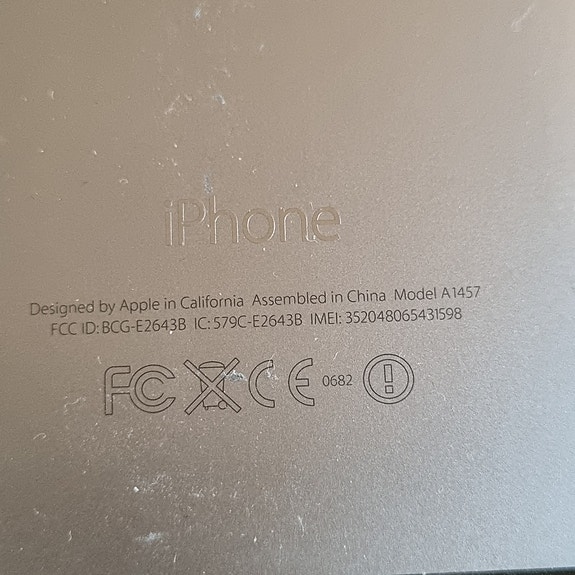 iPhone
Designed by Apple in California Assembled in China Model A1457
FCC ID: BCG-E2643B IC: 579C-E2643B IMEI: 352048065431598
FC CE 0682